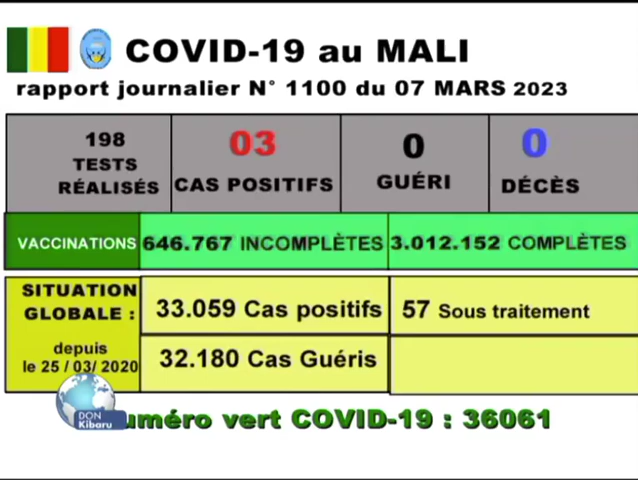 COVID-19 au MALI
rapport journalier N° 1100 du 07 MARS 2023
198
TESTS
RÉALISÉS
03
CAS POSITIFS
0
GUÉRI
0
DÉCÈS
VACCINATIONS
646.767 INCOMPLÈTES
3.012.152 COMPLÈTES
SITUATION
GLOBALE :
depuis
le 25 / 03/ 2020
33.059 Cas positifs
57 Sous traitement
32.180 Cas Guéris
uméro vert COVID-19 : 36061
DON
Kibaru